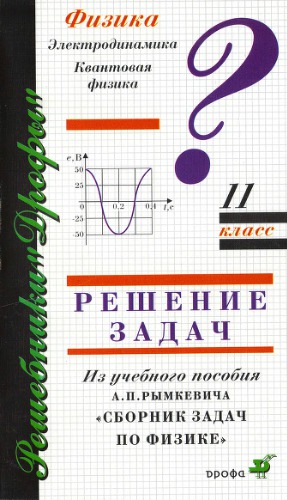 Физика
Электродинамика
Квантовая
физика
?
e,В
50
25
0
-25
-50
0,2
0,4
t,с
11
класс
Решебники «Дрофы»
РЕШЕНИЕ
ЗАДАЧ
Из учебного пособия
А.П.РЫМКЕВИЧА
«СБОРНИК ЗАДАЧ
ПО ФИЗИКЕ»
дрофа